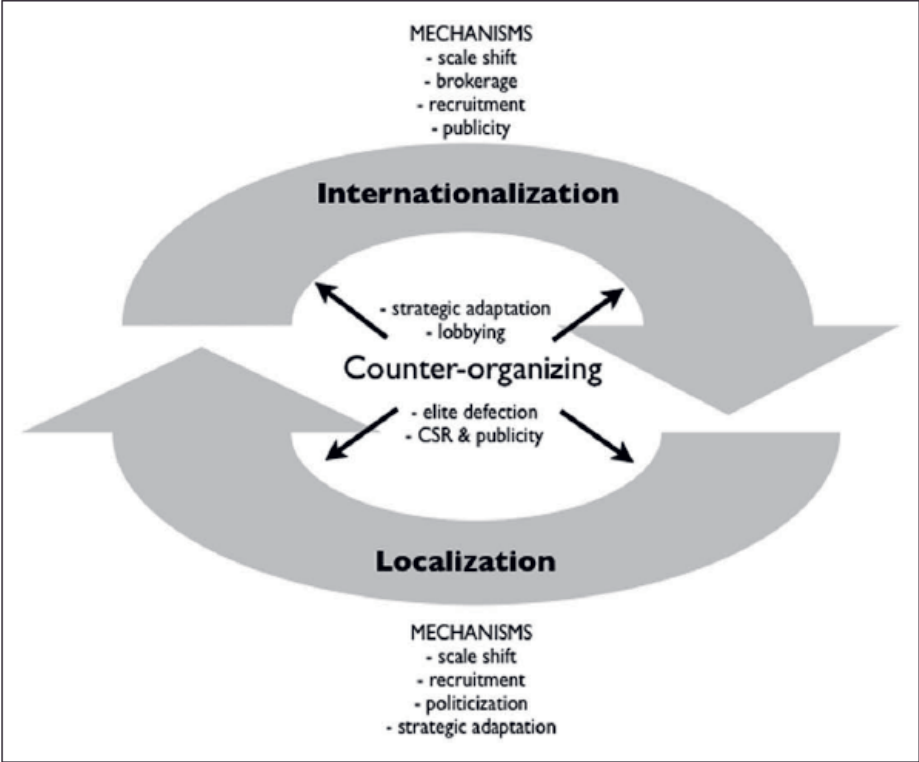 MECHANISMS
- scale shift
- brokerage
- recruitment
- publicity
Internationalization
- strategic adaptation
- lobbying
Counter-organizing
- elite defection
- CSR & publicity
Localization
MECHANISMS
- scale shift
- recruitment
- politicization
- strategic adaptation